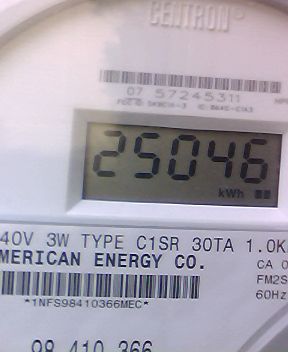 CENTRON®
07 57245311
25046
kWh
40V 3W TYPE C1SR 30TA 1.0K
MERICAN ENERGY CO.
CA 0
FM2S
60Hz
*1NFS98410366MEC*
98 410 366